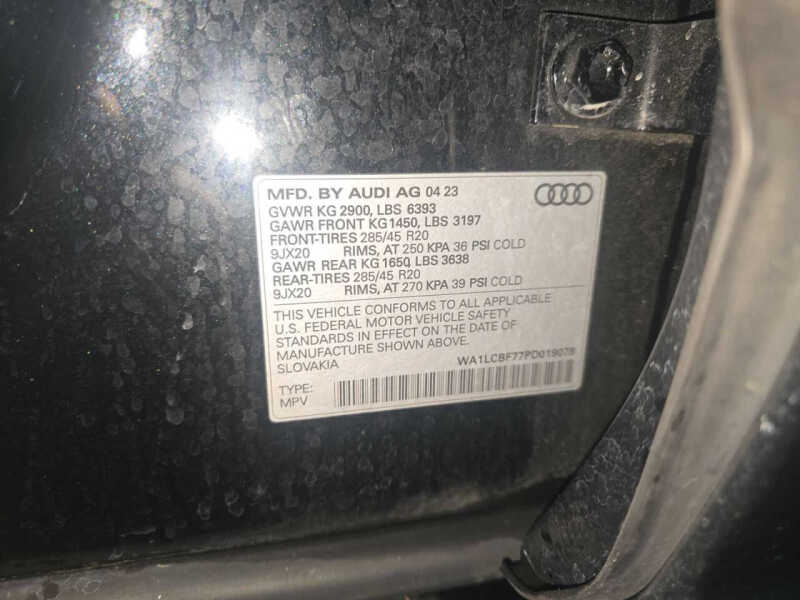 MFD. BY AUDI AG 04 23
GVWR KG 2900, LBS 6393
GAWR FRONT KG 1450, LBS 3197
FRONT-TIRES 285/45 R20
9JX20 RIMS, AT 250 KPA 36 PSI COLD
GAWR REAR KG 1650, LBS 3638
REAR-TIRES 285/45 R20
9JX20 RIMS, AT 270 KPA 39 PSI COLD
THIS VEHICLE CONFORMS TO ALL APPLICABLE
U.S. FEDERAL MOTOR VEHICLE SAFETY
STANDARDS IN EFFECT ON THE DATE OF
MANUFACTURE SHOWN ABOVE.
SLOVAKIA WA1LCBF77PD019078
TYPE:
MPV